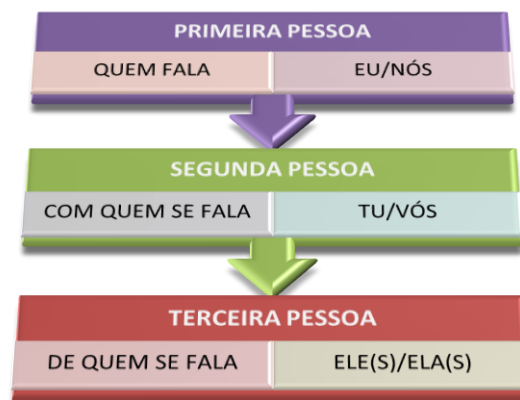 PRIMEIRA PESSOA
QUEM FALA EU/NÓS
SEGUNDA PESSOA
COM QUEM SE FALA TU/VÓS
TERCEIRA PESSOA
DE QUEM SE FALA ELE(S)/ELA(S)